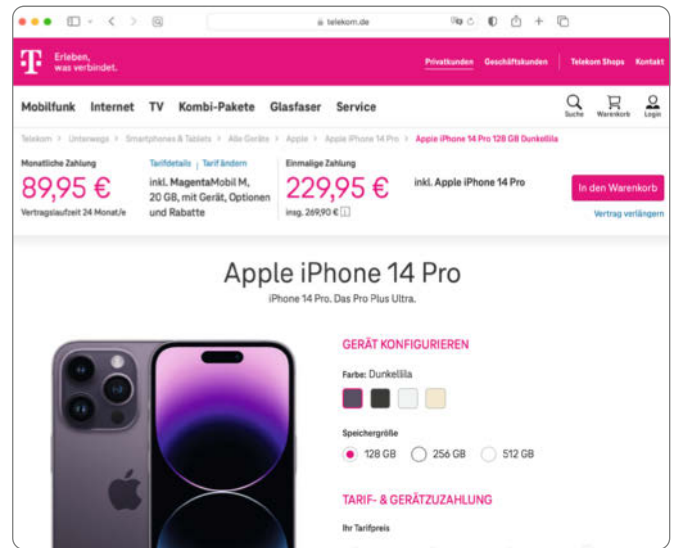 telekom.de
Erleben,
was verbindet.
Privatkunden Geschäftskunden Telekom Shops Kontakt
Mobilfunk Internet TV Kombi-Pakete Glasfaser Service
Suche Warenkorb Login
Telekom > Unterwegs > Smartphones & Tablets > Alle Geräte > Apple > Apple iPhone 14 Pro > Apple iPhone 14 Pro 128 GB Dunkellila
Monatliche Zahlung Tarifdetails | Tarif ändern Einmalige Zahlung
89,95 € inkl. MagentaMobil M, 229,95 € inkl. Apple iPhone 14 Pro In den Warenkorb
20 GB, mit Gerät, Optionen
Vertragslaufzeit 24 Monat/e und Rabatte insg. 269,90 € i Vertrag verlängern
Apple iPhone 14 Pro
iPhone 14 Pro. Das Pro Plus Ultra.
GERÄT KONFIGURIEREN
Farbe: Dunkellila
Speichergröße
128 GB 256 GB 512 GB
TARIF- & GERÄTZUZAHLUNG
Ihr Tarifpreis